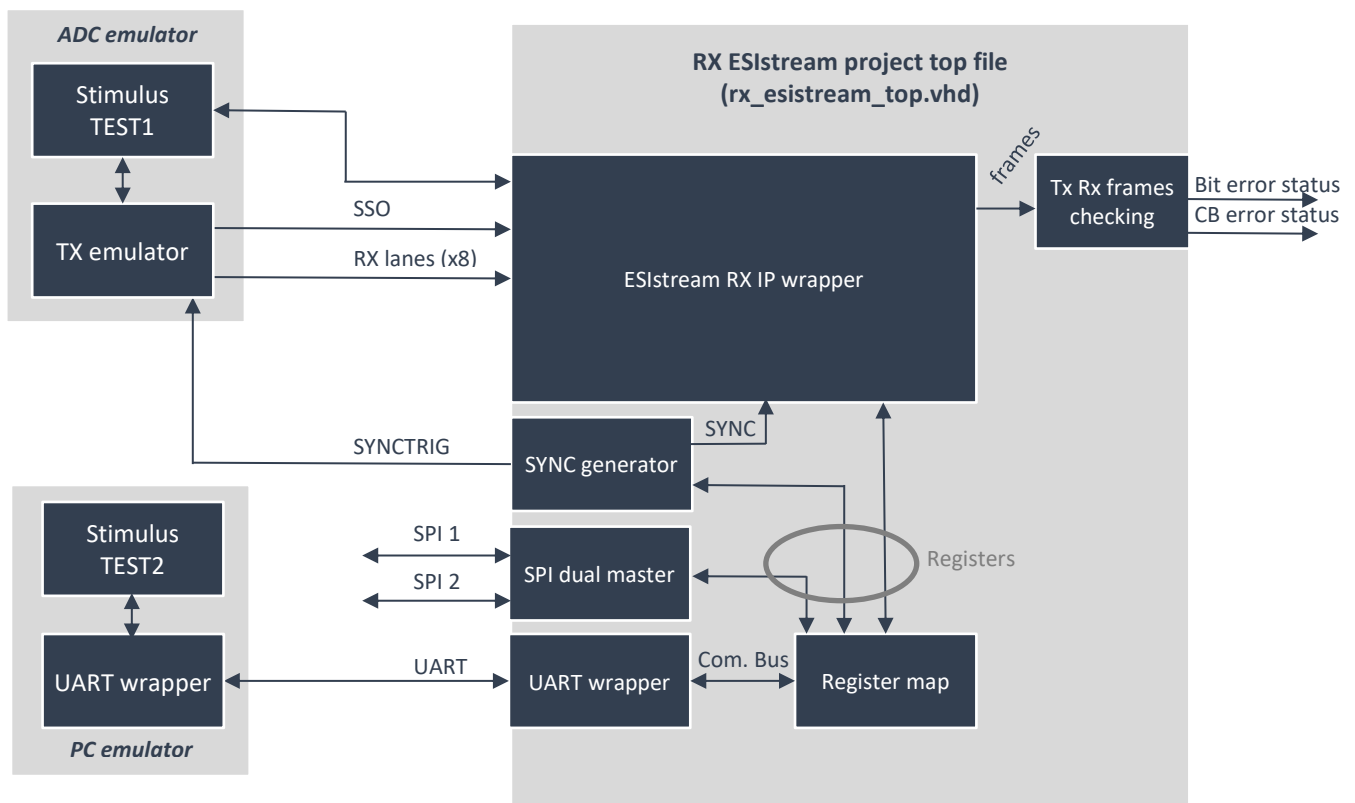 ADC emulator
Stimulus
TEST1
TX emulator
SSO
RX lanes (x8)
RX ESIstream project top file
(rx_esistream_top.vhd)
ESIstream RX IP wrapper
frames
Tx Rx frames
checking
Bit error status
CB error status
SYNCTRIG
SYNC generator
SYNC
Stimulus
TEST2
UART wrapper
PC emulator
SPI 1
SPI 2
SPI dual master
Registers
UART
UART wrapper
Com. Bus
Register map